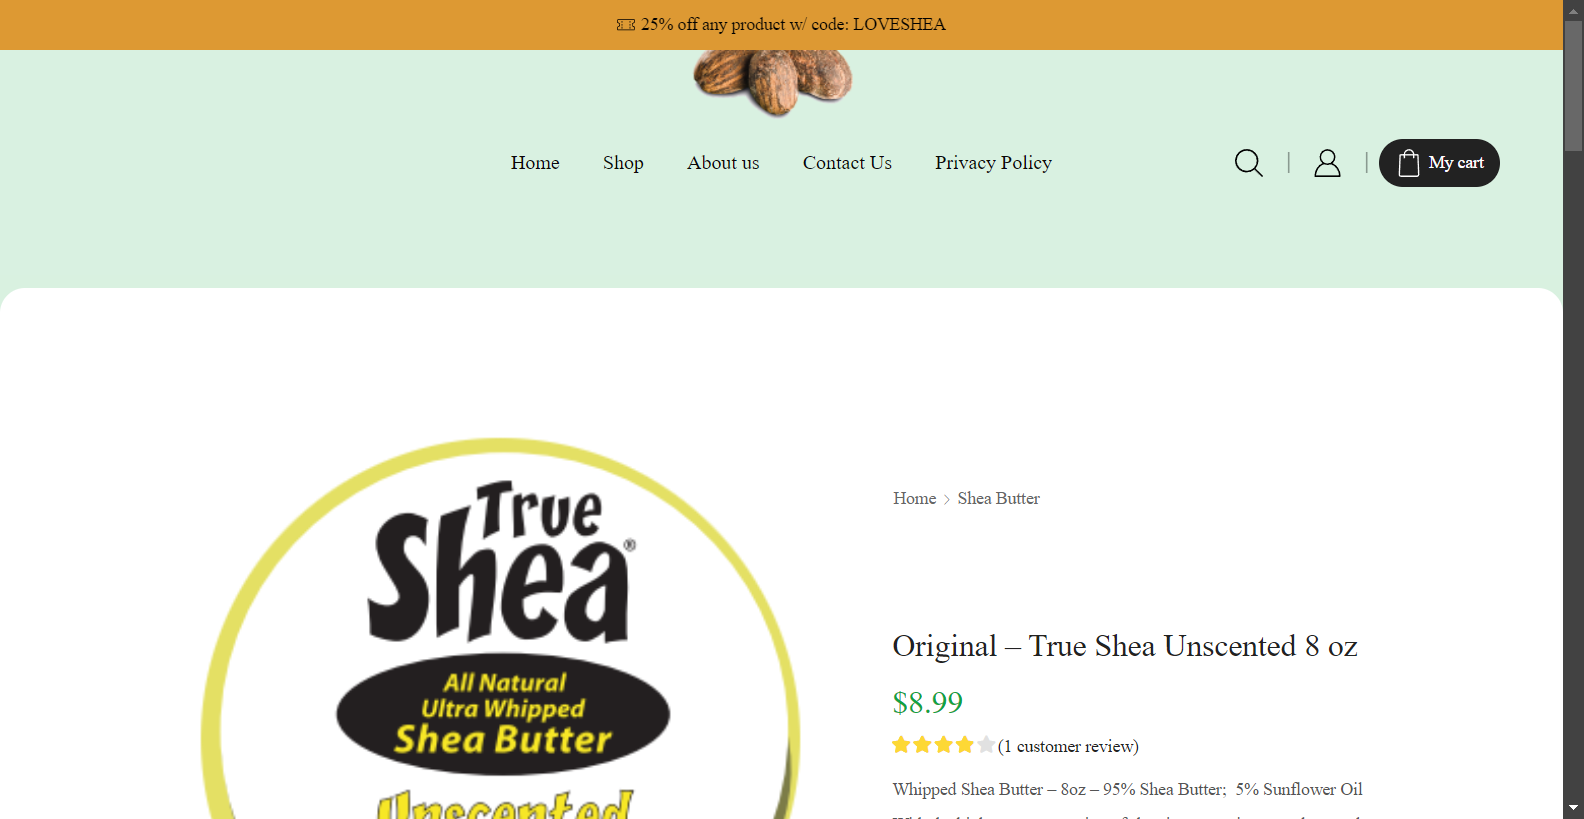 25% off any product w/ code: LOVESHEA
Home
Shop
About us
Contact Us
Privacy Policy
My cart
Home
Shea Butter
True
Shea®
All Natural
Ultra Whipped
Shea Butter
Unscented
Original – True Shea Unscented 8 oz
$8.99
(1 customer review)
Whipped Shea Butter – 8oz – 95% Shea Butter; 5% Sunflower Oil